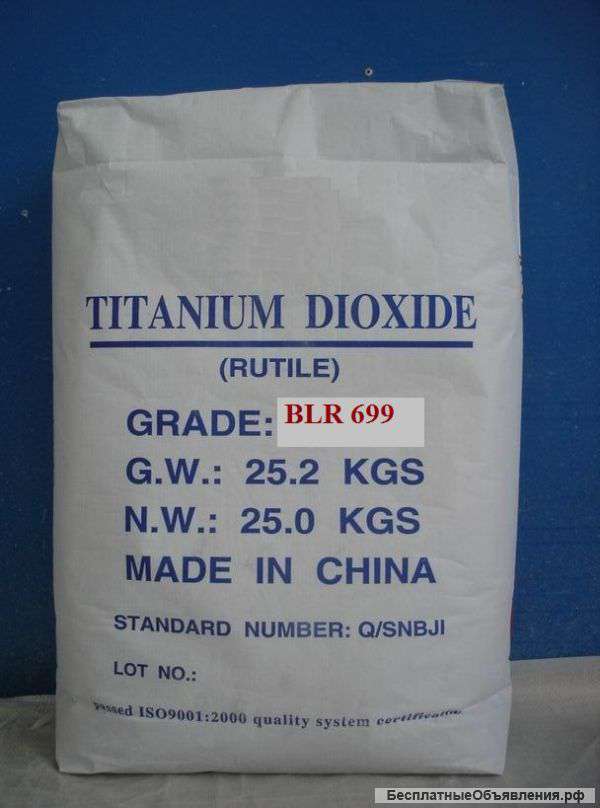 TITANIUM DIOXIDE
(RUTILE)
GRADE: BLR 699
G.W.: 25.2 KGS
N.W.: 25.0 KGS
MADE IN CHINA
STANDARD NUMBER: Q/SNBJI
LOT NO.:
ISO9001:2000 quality system
БесплатныеОбъявления.рф